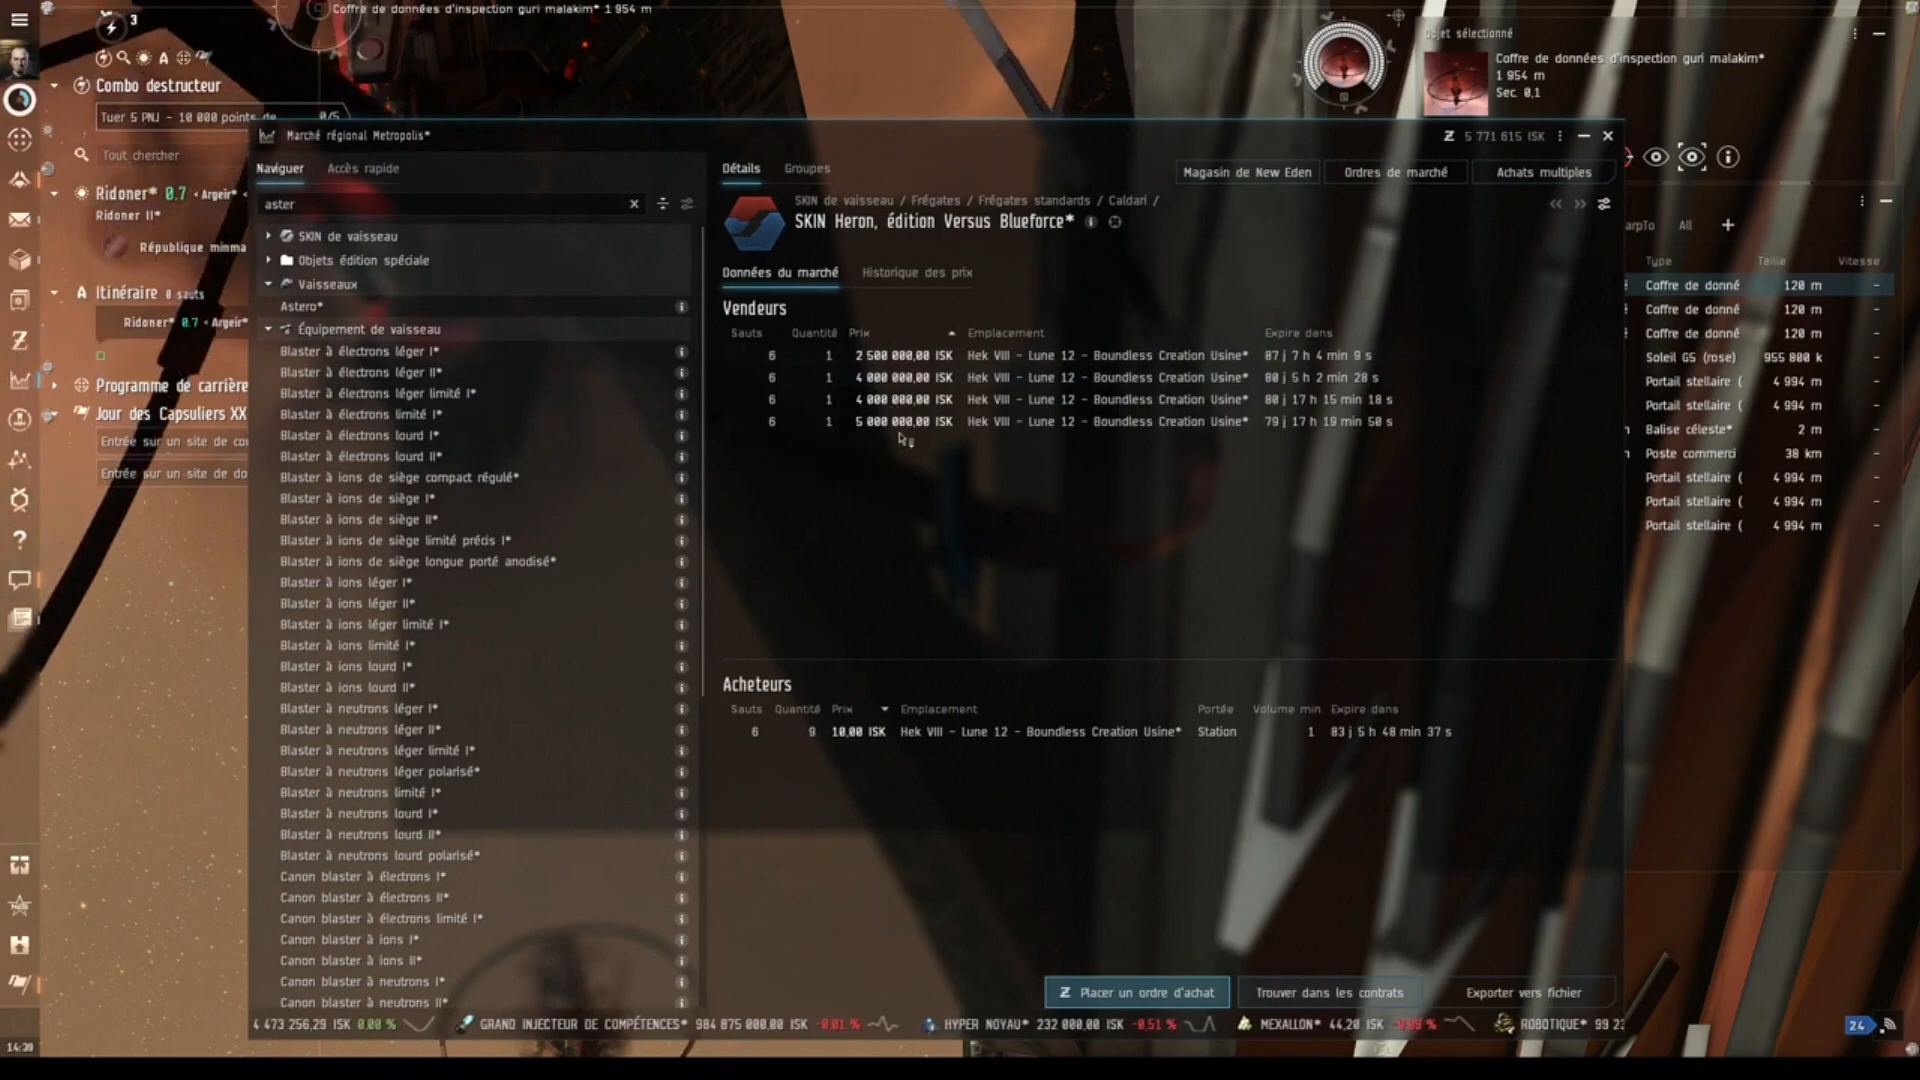 Coffre de données d'inspection guri malakim* 1 954 m
3
Combo destructeur
Tuer 5 PNJ - 10 000 points de 0/5
Tout chercher
Ridoner* 0.7 < Argeir* <
Ridoner II*
République minma
Itinéraire 0 sauts
Ridoner* 0.7 < Argeir*
Programme de carrière
Jour des Capsuliers XX
Entrée sur un site de co
Entrée sur un site de do
14:39
Marché régional Metropolis*
5 771 615 ISK
Naviguer Accès rapide
aster
SKIN de vaisseau
Objets édition spéciale
Vaisseaux
Astero*
Équipement de vaisseau
Blaster à électrons léger I*
Blaster à électrons léger II*
Blaster à électrons léger limité I*
Blaster à électrons limité I*
Blaster à électrons lourd I*
Blaster à électrons lourd II*
Blaster à ions de siège compact régulé*
Blaster à ions de siège I*
Blaster à ions de siège II*
Blaster à ions de siège limité précis I*
Blaster à ions de siège longue porté anodisé*
Blaster à ions léger I*
Blaster à ions léger II*
Blaster à ions léger limité I*
Blaster à ions limité I*
Blaster à ions lourd I*
Blaster à ions lourd II*
Blaster à neutrons léger I*
Blaster à neutrons léger II*
Blaster à neutrons léger limité I*
Blaster à neutrons léger polarisé*
Blaster à neutrons limité I*
Blaster à neutrons lourd I*
Blaster à neutrons lourd II*
Blaster à neutrons lourd polarisé*
Canon blaster à électrons I*
Canon blaster à électrons II*
Canon blaster à électrons limité I*
Canon blaster à ions I*
Canon blaster à ions II*
Canon blaster à neutrons I*
Canon blaster à neutrons II*
Détails Groupes
Magasin de New Eden Ordres de marché Achats multiples
SKIN de vaisseau / Frégates / Frégates standards / Caldari /
SKIN Heron, édition Versus Blueforce*
Données du marché Historique des prix
Vendeurs
Sauts Quantité Prix Emplacement Expire dans
6 1 2 500 000,00 ISK Hek VIII - Lune 12 - Boundless Creation Usine* 87 j 7 h 4 min 9 s
6 1 4 000 000,00 ISK Hek VIII - Lune 12 - Boundless Creation Usine* 80 j 5 h 2 min 28 s
6 1 4 000 000,00 ISK Hek VIII - Lune 12 - Boundless Creation Usine* 80 j 17 h 15 min 18 s
6 1 5 000 000,00 ISK Hek VIII - Lune 12 - Boundless Creation Usine* 79 j 17 h 19 min 50 s
Acheteurs
Sauts Quantité Prix Emplacement Portée Volume min Expire dans
6 9 10,00 ISK Hek VIII - Lune 12 - Boundless Creation Usine* Station 1 83 j 5 h 48 min 37 s
Placer un ordre d'achat Trouver dans les contrats Exporter vers fichier
4 473 256,29 ISK 0,00 % GRAND INJECTEUR DE COMPÉTENCES* 984 875 000,00 ISK -0,01 % HYPER NOYAU* 232 000,00 ISK -0,51 % MEXALLON* 44,20 ISK ROBOTIQUE* 99 23
Objet sélectionné
Coffre de données d'inspection guri malakim*
1 954 m
Sec. 0,1
arpTo All +
Type Taille Vitesse
Coffre de donné 120 m -
Coffre de donné 120 m -
Coffre de donné 120 m -
Soleil G5 (rose) 955 800 k -
Portail stellaire ( 4 994 m -
Portail stellaire ( 4 994 m -
Balise céleste* 2 m -
Poste commerci 38 km -
Portail stellaire ( 4 994 m -
Portail stellaire ( 4 994 m -
Portail stellaire ( 4 994 m -
24